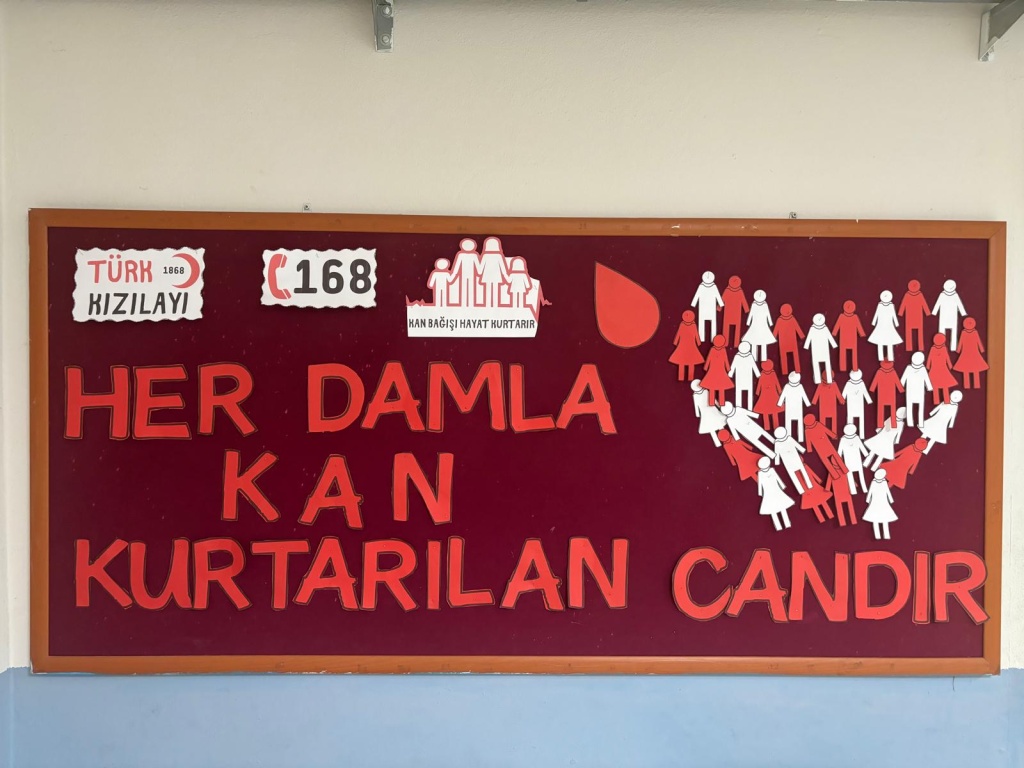 TÜRK 1868
KIZILAYI
168
KAN BAĞIŞI HAYAT KURTARIR
HER DAMLA
KAN
KURTARILAN CANDIR